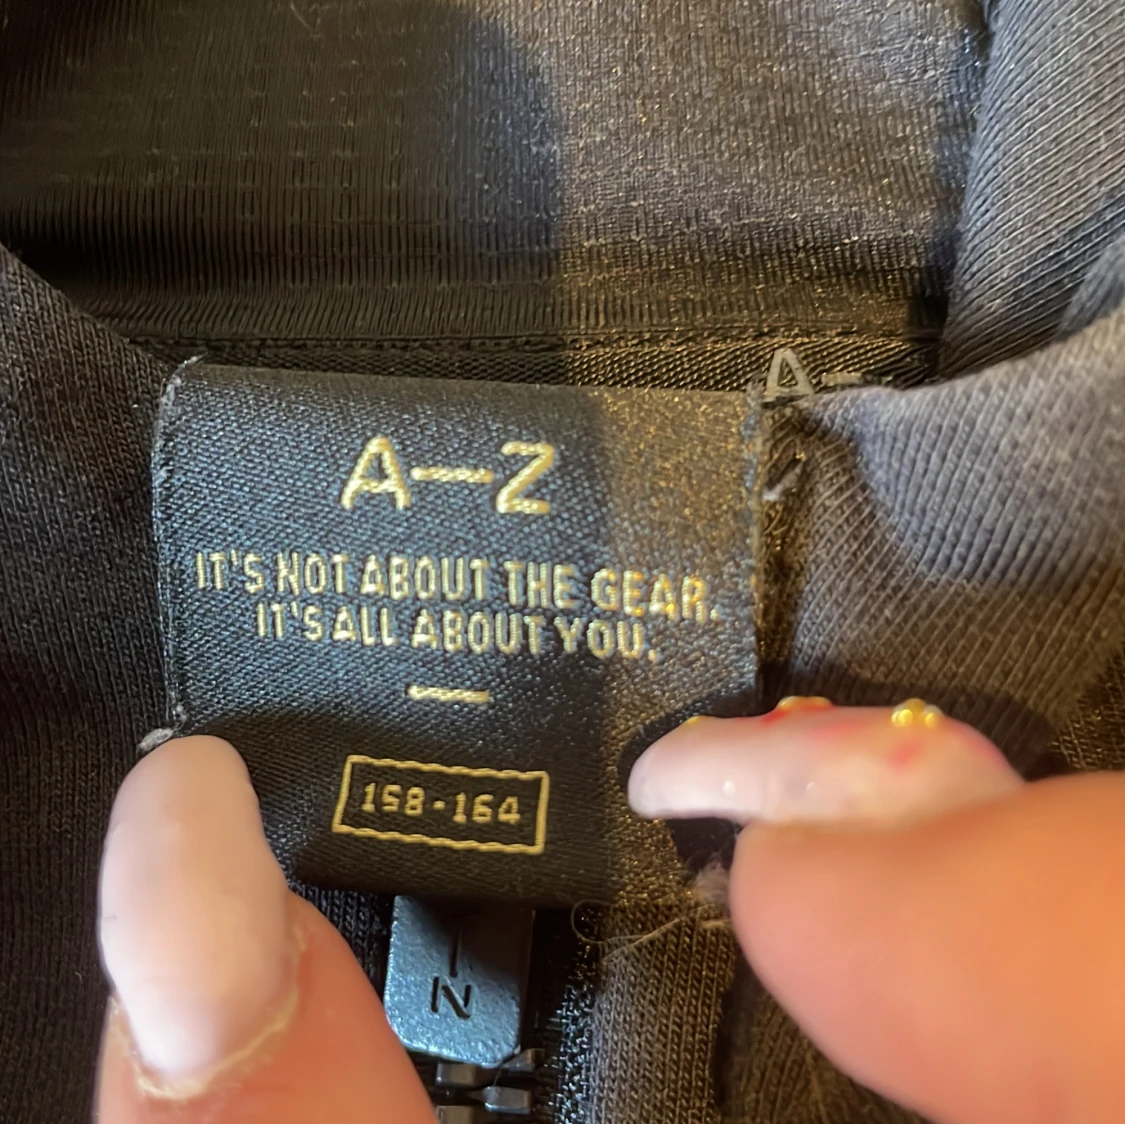 A—Z
IT'S NOT ABOUT THE GEAR.
IT'S ALL ABOUT YOU.
158-164
A-
-Z